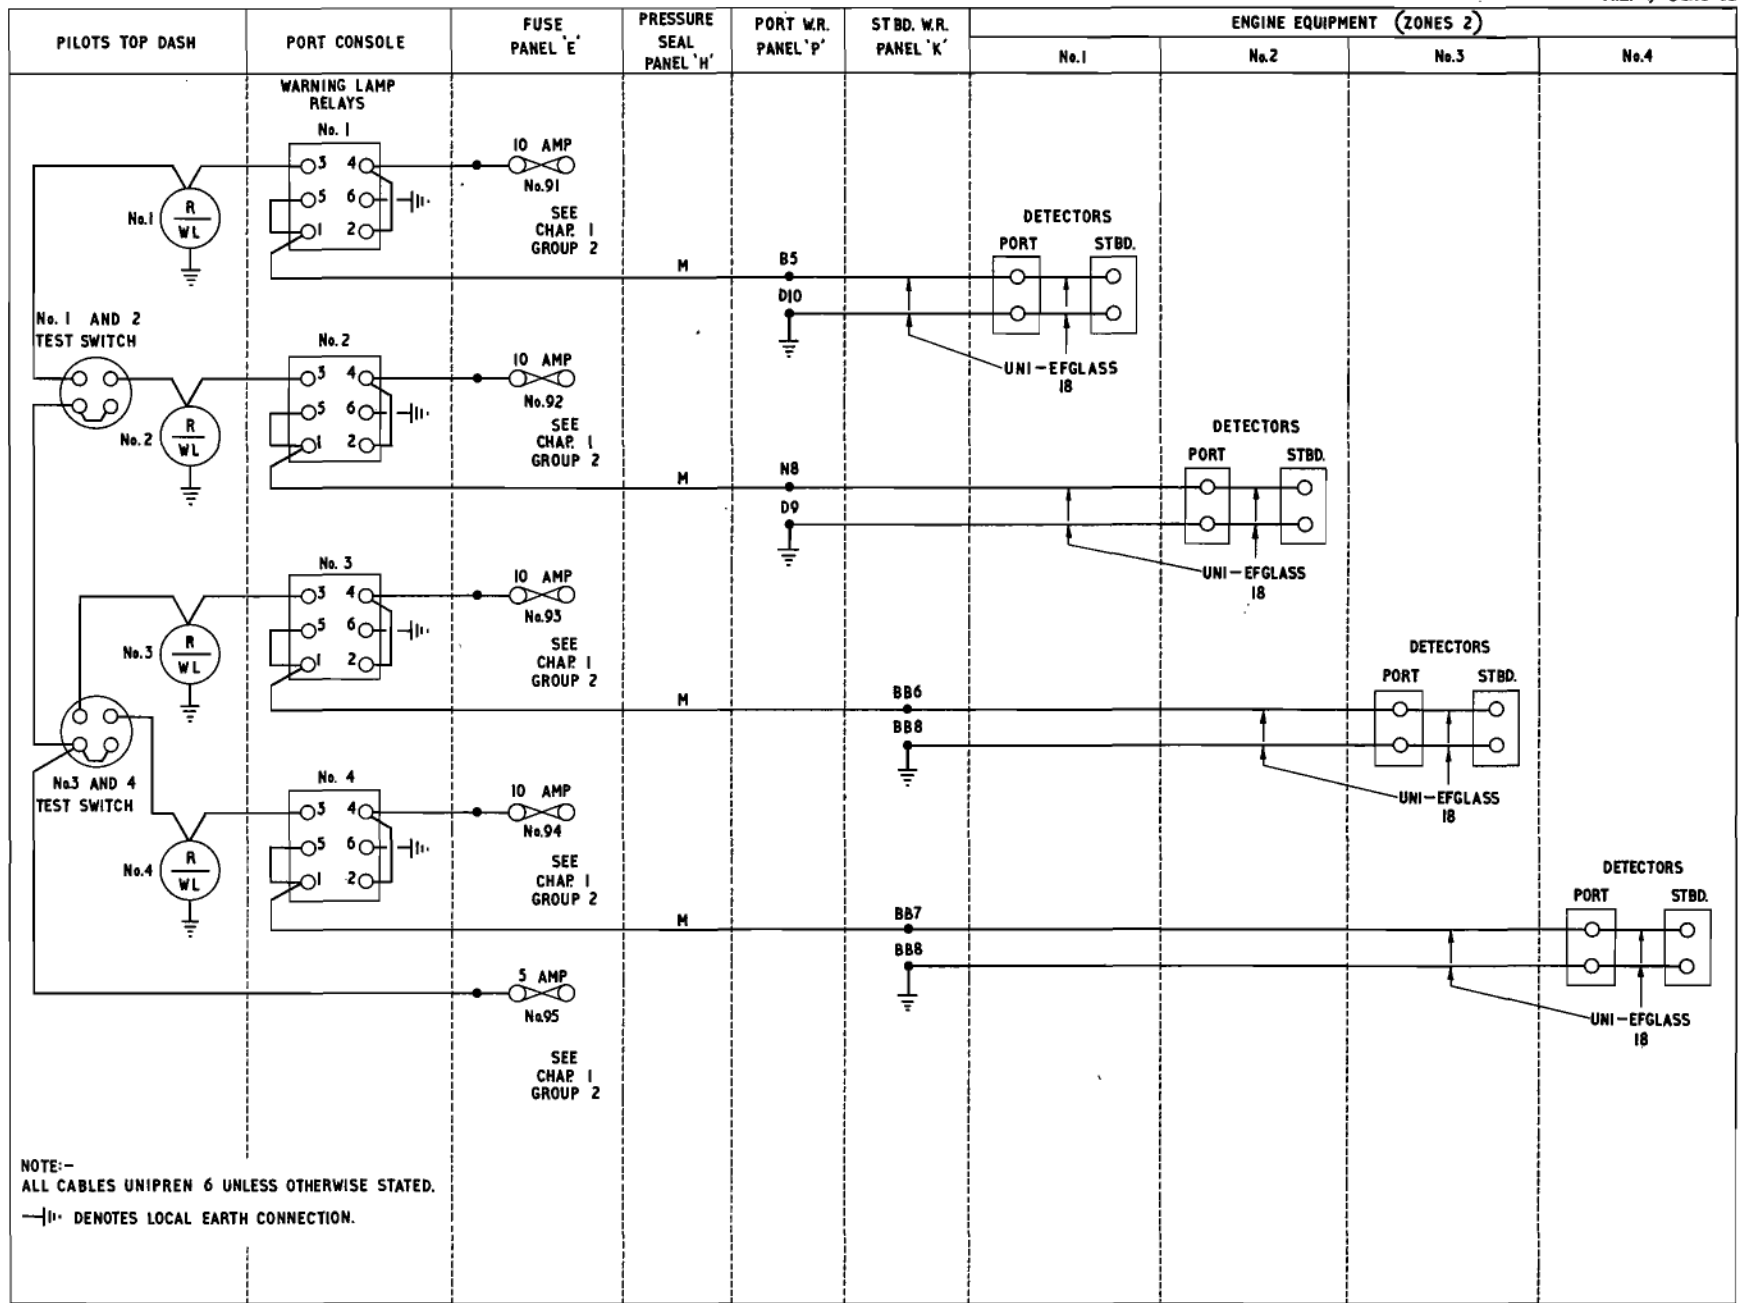 PILOTS TOP DASH
PORT CONSOLE
FUSE
PANEL 'E'
PRESSURE
SEAL
PANEL 'H'
PORT W.R.
PANEL 'P'
STBD. W.R.
PANEL 'K'
ENGINE EQUIPMENT (ZONES 2)
No.1
No.2
No.3
No.4
WARNING LAMP
RELAYS
No. 1
3 4
5 6
1 2
10 AMP
No.91
SEE
CHAP. 1
GROUP 2
No.1
R
WL
M
B5
D10
DETECTORS
PORT
STBD.
UNI-EFGLASS
18
No. 1 AND 2
TEST SWITCH
No.2
3 4
5 6
1 2
10 AMP
No.92
SEE
CHAP. 1
GROUP 2
No.2
R
WL
M
N8
D9
DETECTORS
PORT
STBD.
UNI-EFGLASS
18
No. 3
3 4
5 6
1 2
10 AMP
No.93
SEE
CHAP. 1
GROUP 2
No.3
R
WL
M
BB6
BB8
DETECTORS
PORT
STBD.
UNI-EFGLASS
18
No.3 AND 4
TEST SWITCH
No. 4
3 4
5 6
1 2
10 AMP
No.94
SEE
CHAP. 1
GROUP 2
No.4
R
WL
M
BB7
BB8
DETECTORS
PORT
STBD.
UNI-EFGLASS
18
5 AMP
No.95
SEE
CHAP. 1
GROUP 2
NOTE:-
ALL CABLES UNIPREN 6 UNLESS OTHERWISE STATED.
DENOTES LOCAL EARTH CONNECTION.